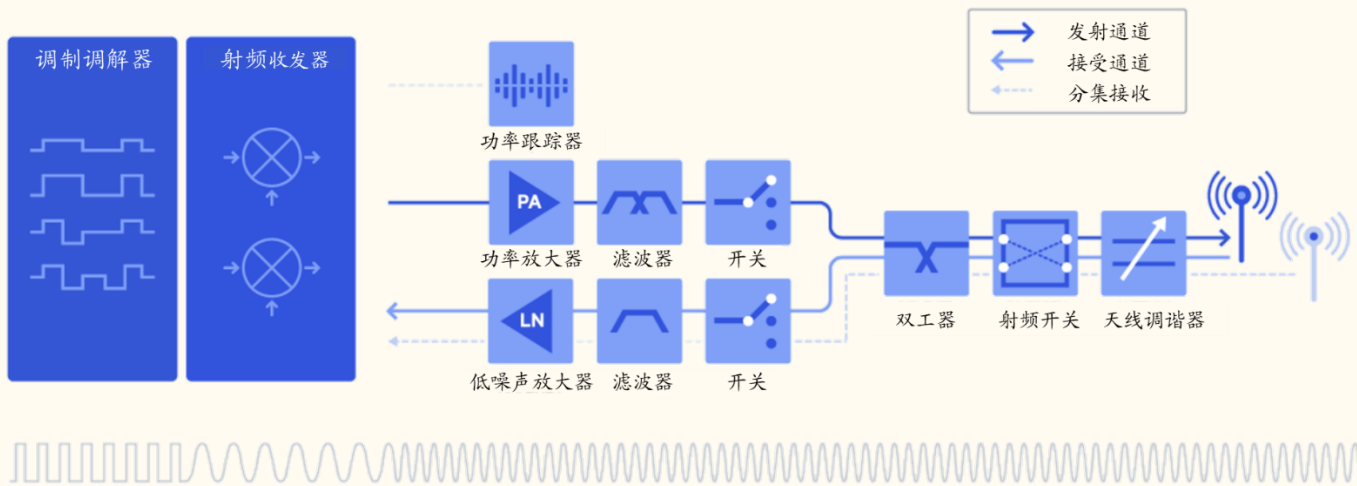 发射通道
接受通道
分集接收
调制调解器
射频收发器
功率跟踪器
PA
功率放大器
滤波器
开关
LN
低噪声放大器
滤波器
开关
双工器
射频开关
天线调谐器